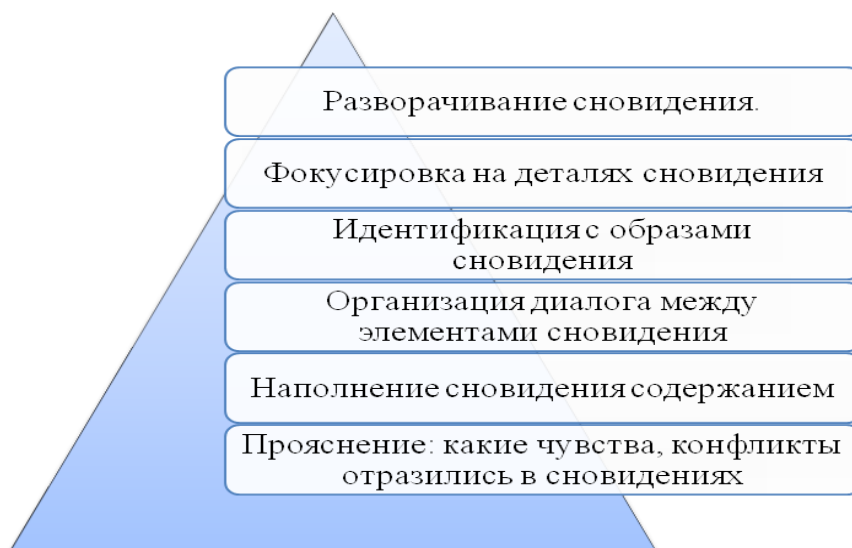 Разворачивание сновидения.
Фокусировка на деталях сновидения
Идентификация с образами
сновидения
Организация диалога между
элементами сновидения
Наполнение сновидения содержанием
Прояснение: какие чувства, конфликты
отразились в сновидениях